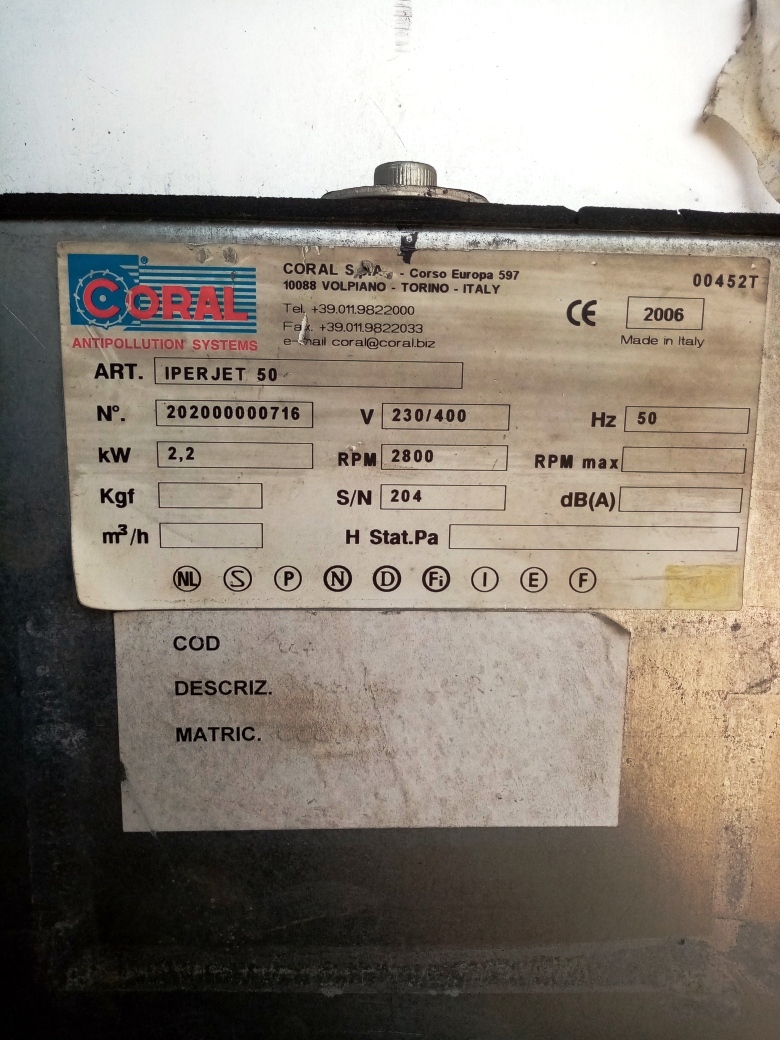 CORAL
ANTIPOLLUTION SYSTEMS
CORAL S.p.A. - Corso Europa 597
10088 VOLPIANO - TORINO - ITALY
Tel. +39.011.9822000
Fax. +39.011.9822033
e-mail coral@coral.biz
00452T
CE 2006
Made in Italy
ART. IPERJET 50
N°. 202000000716 V 230/400 Hz 50
kW 2,2 RPM 2800 RPM max
Kgf S/N 204 dB(A)
m³/h H Stat.Pa
NL S P N D Fi I E F
COD
DESCRIZ.
MATRIC.